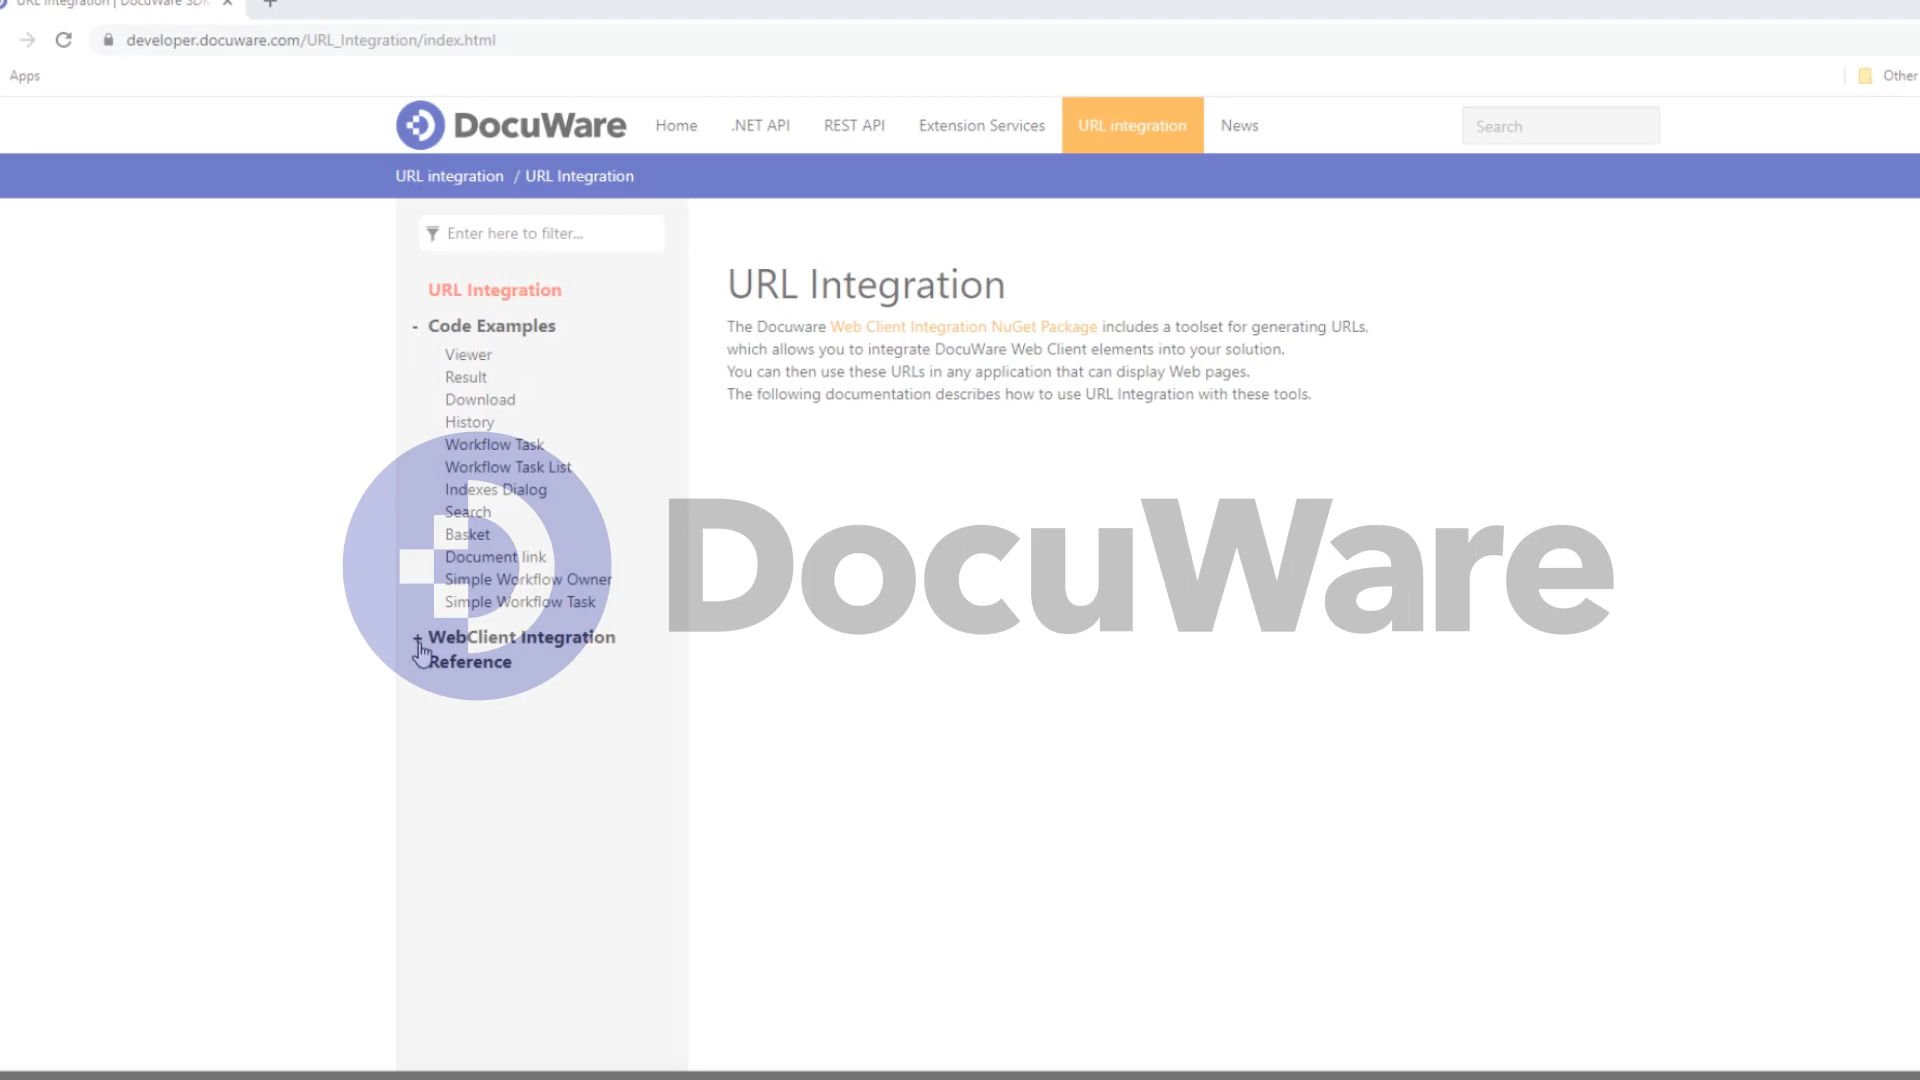 URL Integration | DocuWare SDK
developer.docuware.com/URL_Integration/index.html
Apps
Other
DocuWare
Home
.NET API
REST API
Extension Services
URL integration
News
Search
URL integration / URL Integration
Enter here to filter...
URL Integration
- Code Examples
Viewer
Result
Download
History
Workflow Task
Workflow Task List
Indexes Dialog
Search
Basket
Document link
Simple Workflow Owner
Simple Workflow Task
+ WebClient Integration
Reference
URL Integration
The Docuware Web Client Integration NuGet Package includes a toolset for generating URLs,
which allows you to integrate DocuWare Web Client elements into your solution.
You can then use these URLs in any application that can display Web pages.
The following documentation describes how to use URL Integration with these tools.
DocuWare